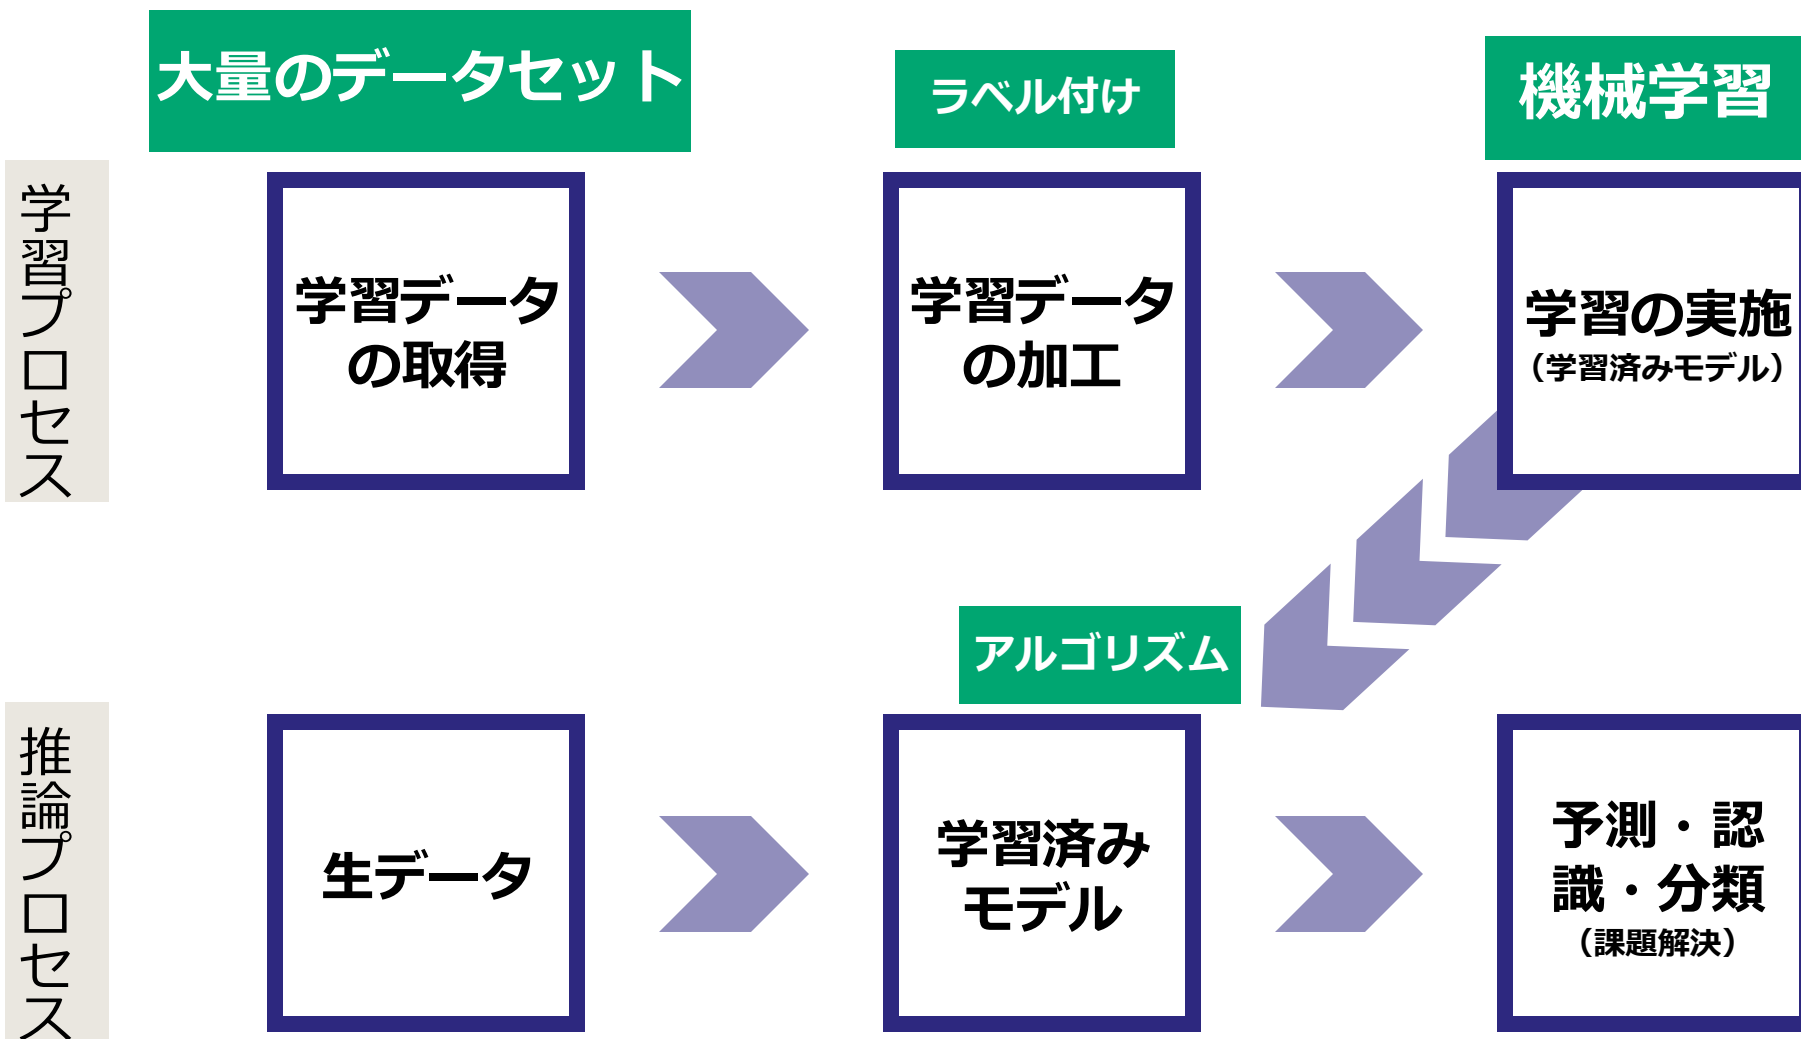 大量のデータセット
ラベル付け
機械学習
学習プロセス
学習データ
の取得
学習データ
の加工
学習の実施
（学習済みモデル）
アルゴリズム
推論プロセス
生データ
学習済み
モデル
予測・認
識・分類
（課題解決）